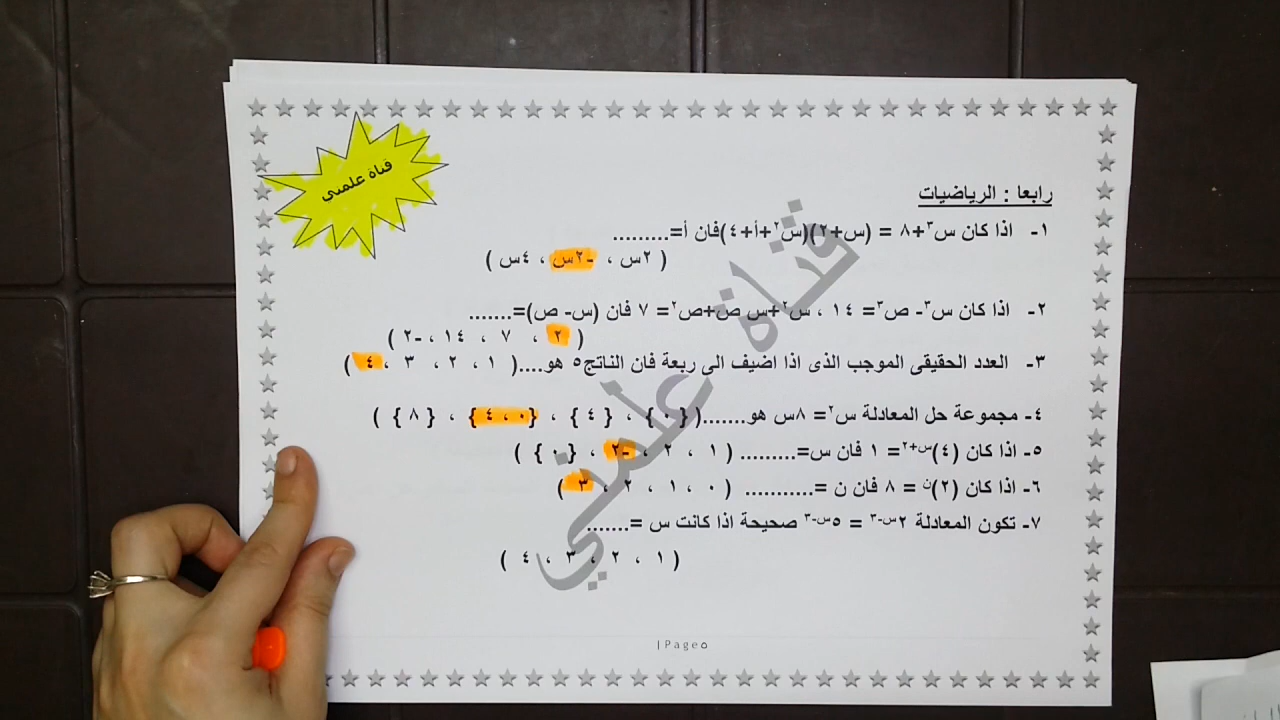 قناة علمني
رابعا : الرياضيات
١- اذا كان س٣+٨ = (س+٢)(س٢+أ+٤)فان أ=.........
( ٢س ، -٢س ، ٤س )
٢- اذا كان س٣- ص٣= ١٤ ، س٢+س ص+ص٢= ٧ فان (س- ص)=.......
( ٢ ، ٧ ، ١٤ ، -٢ )
٣- العدد الحقيقى الموجب الذى اذا اضيف الى ربعة فان الناتج٥ هو....( ١ ، ٢ ، ٣ ، ٤ )
٤- مجموعة حل المعادلة س٢= ٨س هو.......( {٠} ، {٤} ، {٠ ، ٤} ، {٨} )
٥- اذا كان (٤)س+٢= ١ فان س=......... ( ١ ، ٢ ، -٢ ، {٠} )
٦- اذا كان (٢)ن = ٨ فان ن =........... ( ٠ ، ١ ، ٢ ، ٣ )
٧- تكون المعادلة ٢س-٣ = ٥س-٣ صحيحة اذا كانت س =.......
( ١ ، ٢ ، ٣ ، ٤ )
قناة علمني
| Page٥